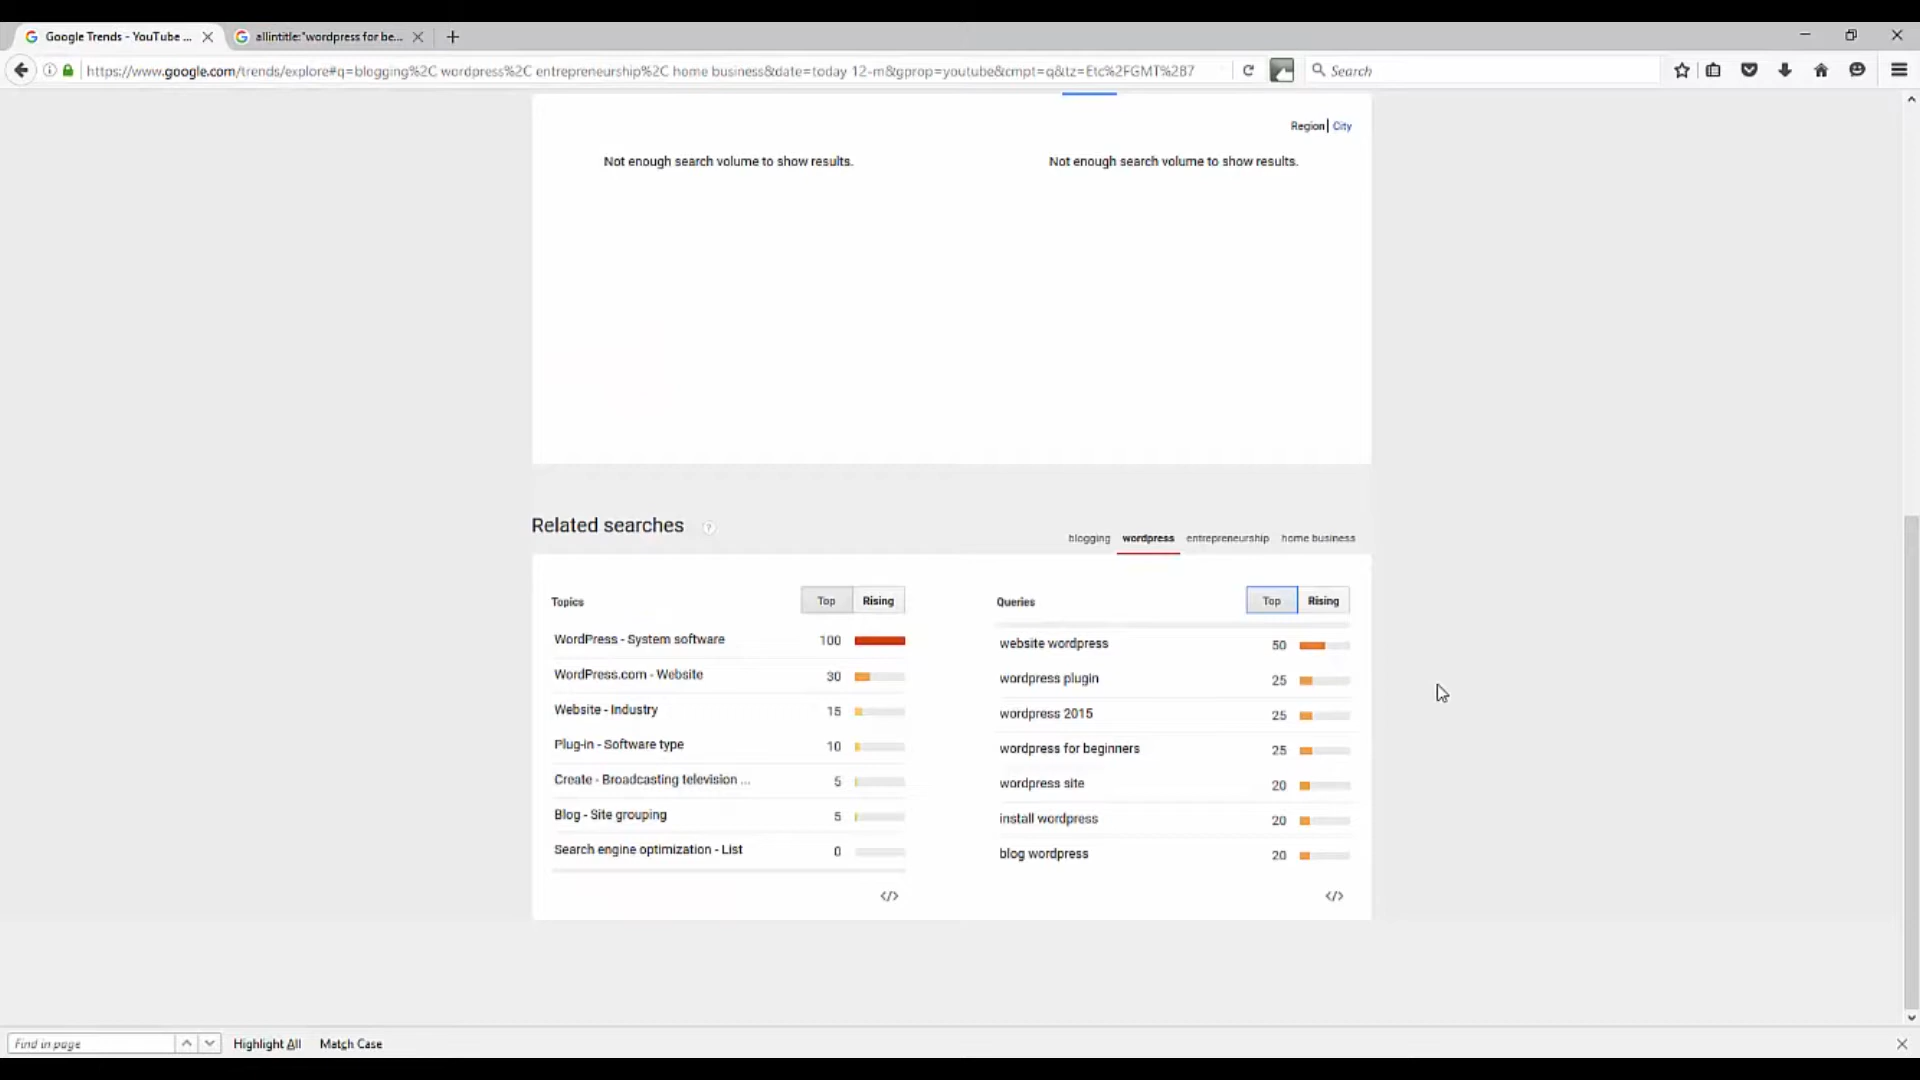 Google Trends - YouTube ...
allintitle:"wordpress for be...
https://www.google.com/trends/explore#q=blogging%2C wordpress%2C entrepreneurship%2C home business&date=today 12-m&gprop=youtube&cmpt=q&tz=Etc%2FGMT%2B7
Search
Region | City
Not enough search volume to show results.
Not enough search volume to show results.
Related searches ?
blogging wordpress entrepreneurship home business
Topics Top Rising
WordPress - System software 100
WordPress.com - Website 30
Website - Industry 15
Plug-in - Software type 10
Create - Broadcasting television ... 5
Blog - Site grouping 5
Search engine optimization - List 0
</>
Queries Top Rising
website wordpress 50
wordpress plugin 25
wordpress 2015 25
wordpress for beginners 25
wordpress site 20
install wordpress 20
blog wordpress 20
</>
Find in page Highlight All Match Case